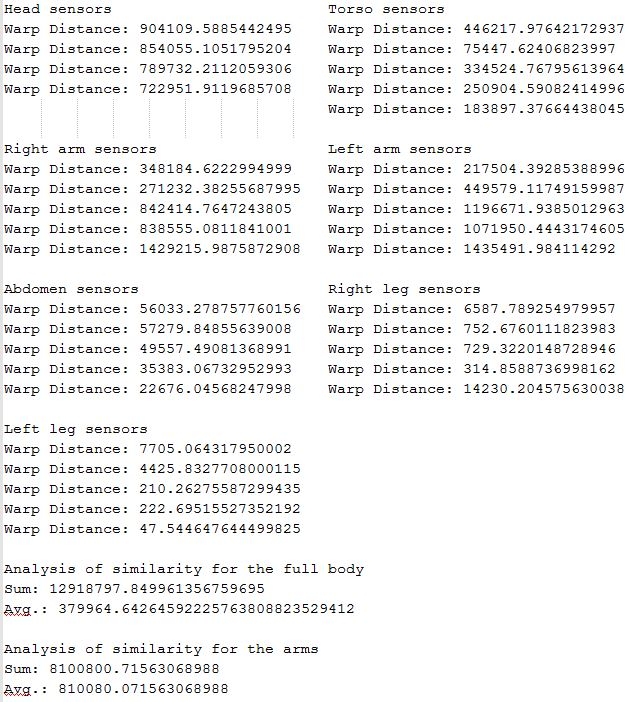 Head sensors
Warp Distance: 904109.5885442495
Warp Distance: 854055.1051795204
Warp Distance: 789732.2112059306
Warp Distance: 722951.9119685708
Torso sensors
Warp Distance: 446217.97642172937
Warp Distance: 75447.62406823997
Warp Distance: 334524.76795613964
Warp Distance: 250904.59082414996
Warp Distance: 183897.37664438045
Right arm sensors
Warp Distance: 348184.6222994999
Warp Distance: 271232.38255687995
Warp Distance: 842414.7647243805
Warp Distance: 838555.0811841001
Warp Distance: 1429215.9875872908
Left arm sensors
Warp Distance: 217504.39285388996
Warp Distance: 449579.11749159987
Warp Distance: 1196671.9385012963
Warp Distance: 1071950.4443174605
Warp Distance: 1435491.984114292
Abdomen sensors
Warp Distance: 56033.278757760156
Warp Distance: 57279.84855639008
Warp Distance: 49557.49081368991
Warp Distance: 35383.06732952993
Warp Distance: 22676.04568247998
Right leg sensors
Warp Distance: 6587.789254979957
Warp Distance: 752.6760111823983
Warp Distance: 729.3220148728946
Warp Distance: 314.8588736998162
Warp Distance: 14230.204575630038
Left leg sensors
Warp Distance: 7705.064317950002
Warp Distance: 4425.8327708000115
Warp Distance: 210.26275587299435
Warp Distance: 222.69515527352192
Warp Distance: 47.544647644499825
Analysis of similarity for the full body
Sum: 12918797.849961356759695
Avg.: 379964.64264592225763808823529412
Analysis of similarity for the arms
Sum: 8100800.71563068988
Avg.: 810080.071563068988